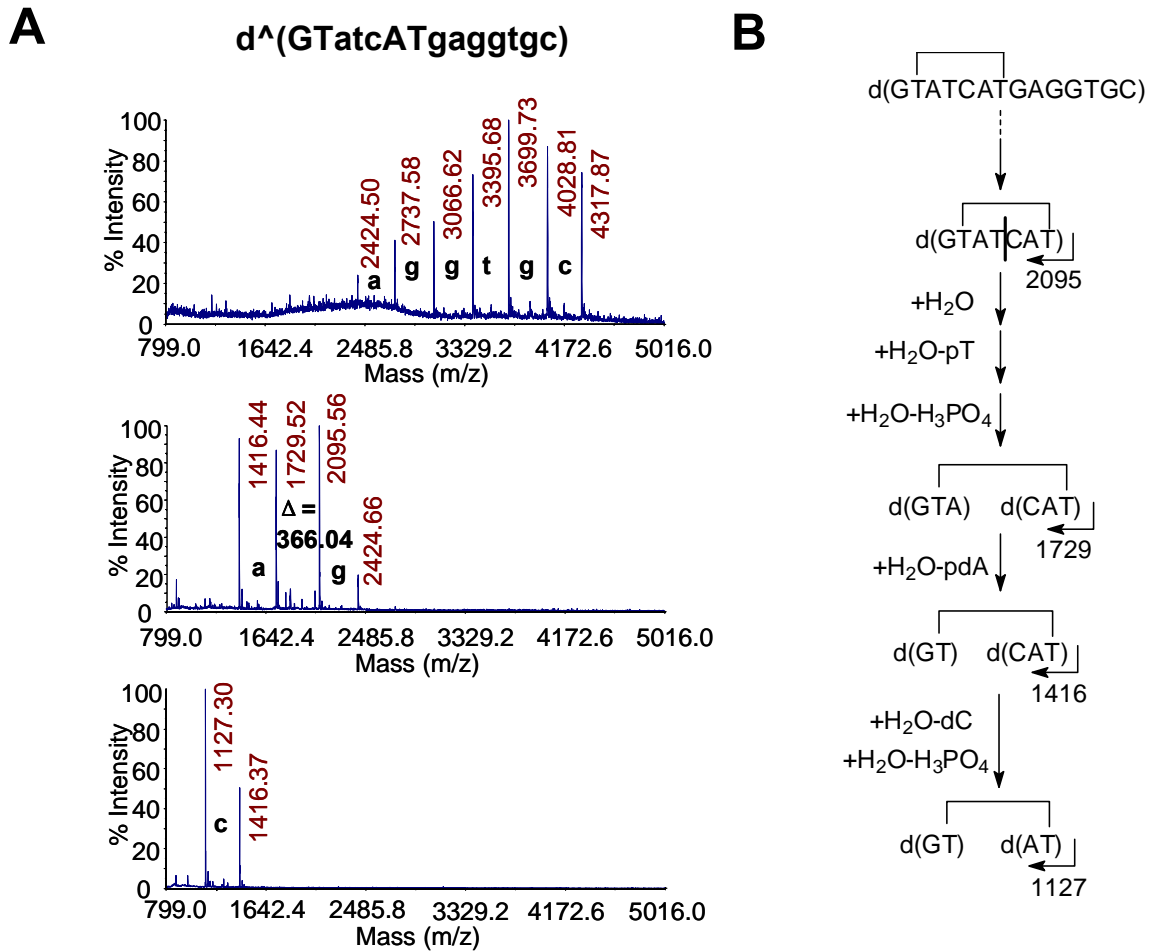 A
d^(GTatcATgaggtgc)
% Intensity
100
80
60
40
20
0
2424.50
2737.58
3066.62
3395.68
3699.73
4028.81
4317.87
a g g t g c
799.0 1642.4 2485.8 3329.2 4172.6 5016.0
Mass (m/z)
% Intensity
100
80
60
40
20
0
1416.44
1729.52
2095.56
2424.66
Δ =
366.04
a g
799.0 1642.4 2485.8 3329.2 4172.6 5016.0
Mass (m/z)
% Intensity
100
80
60
40
20
0
1127.30
1416.37
c
799.0 1642.4 2485.8 3329.2 4172.6 5016.0
Mass (m/z)
B
d(GTATCATGAGGTGC)
d(GTATCAT)
2095
+H₂O
+H₂O-pT
+H₂O-H₃PO₄
d(GTA) d(CAT)
1729
+H₂O-pdA
d(GT) d(CAT)
1416
+H₂O-dC
+H₂O-H₃PO₄
d(GT) d(AT)
1127